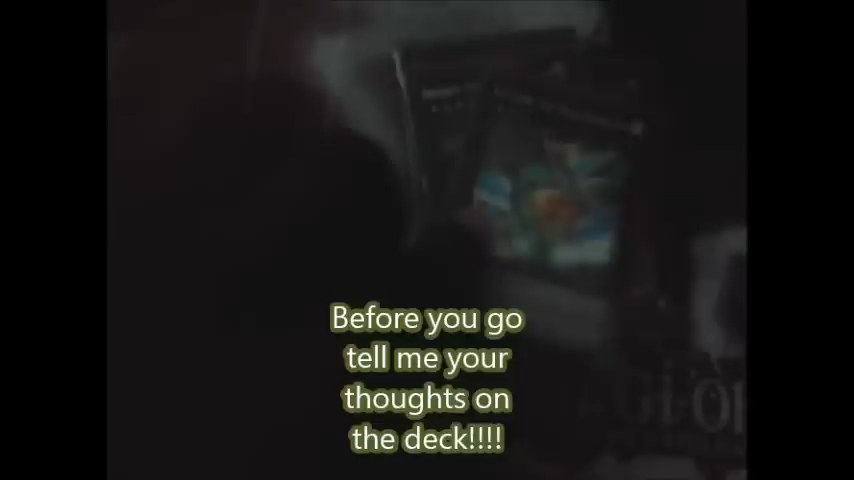 Before you go
tell me your
thoughts on
the deck!!!!